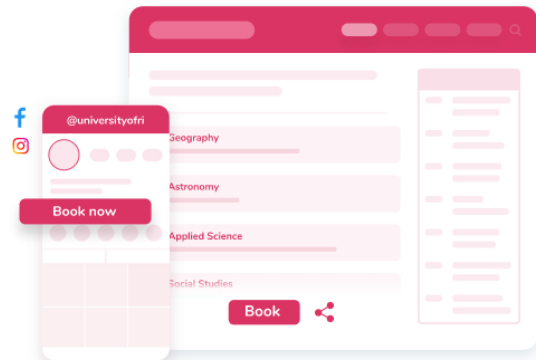 @universityofri
Geography
Astronomy
Book now
Applied Science
Social Studies
Book